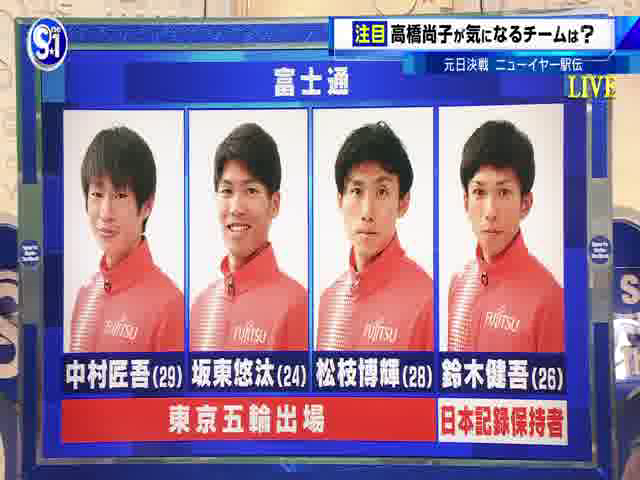 S☆1
注目 高橋尚子が気になるチームは?
元日決戦 ニューイヤー駅伝
LIVE
富士通
FUJITSU FUJITSU FUJITSU FUJITSU
中村匠吾(29) 坂東悠汰(24) 松枝博輝(28) 鈴木健吾(26)
東京五輪出場 日本記録保持者